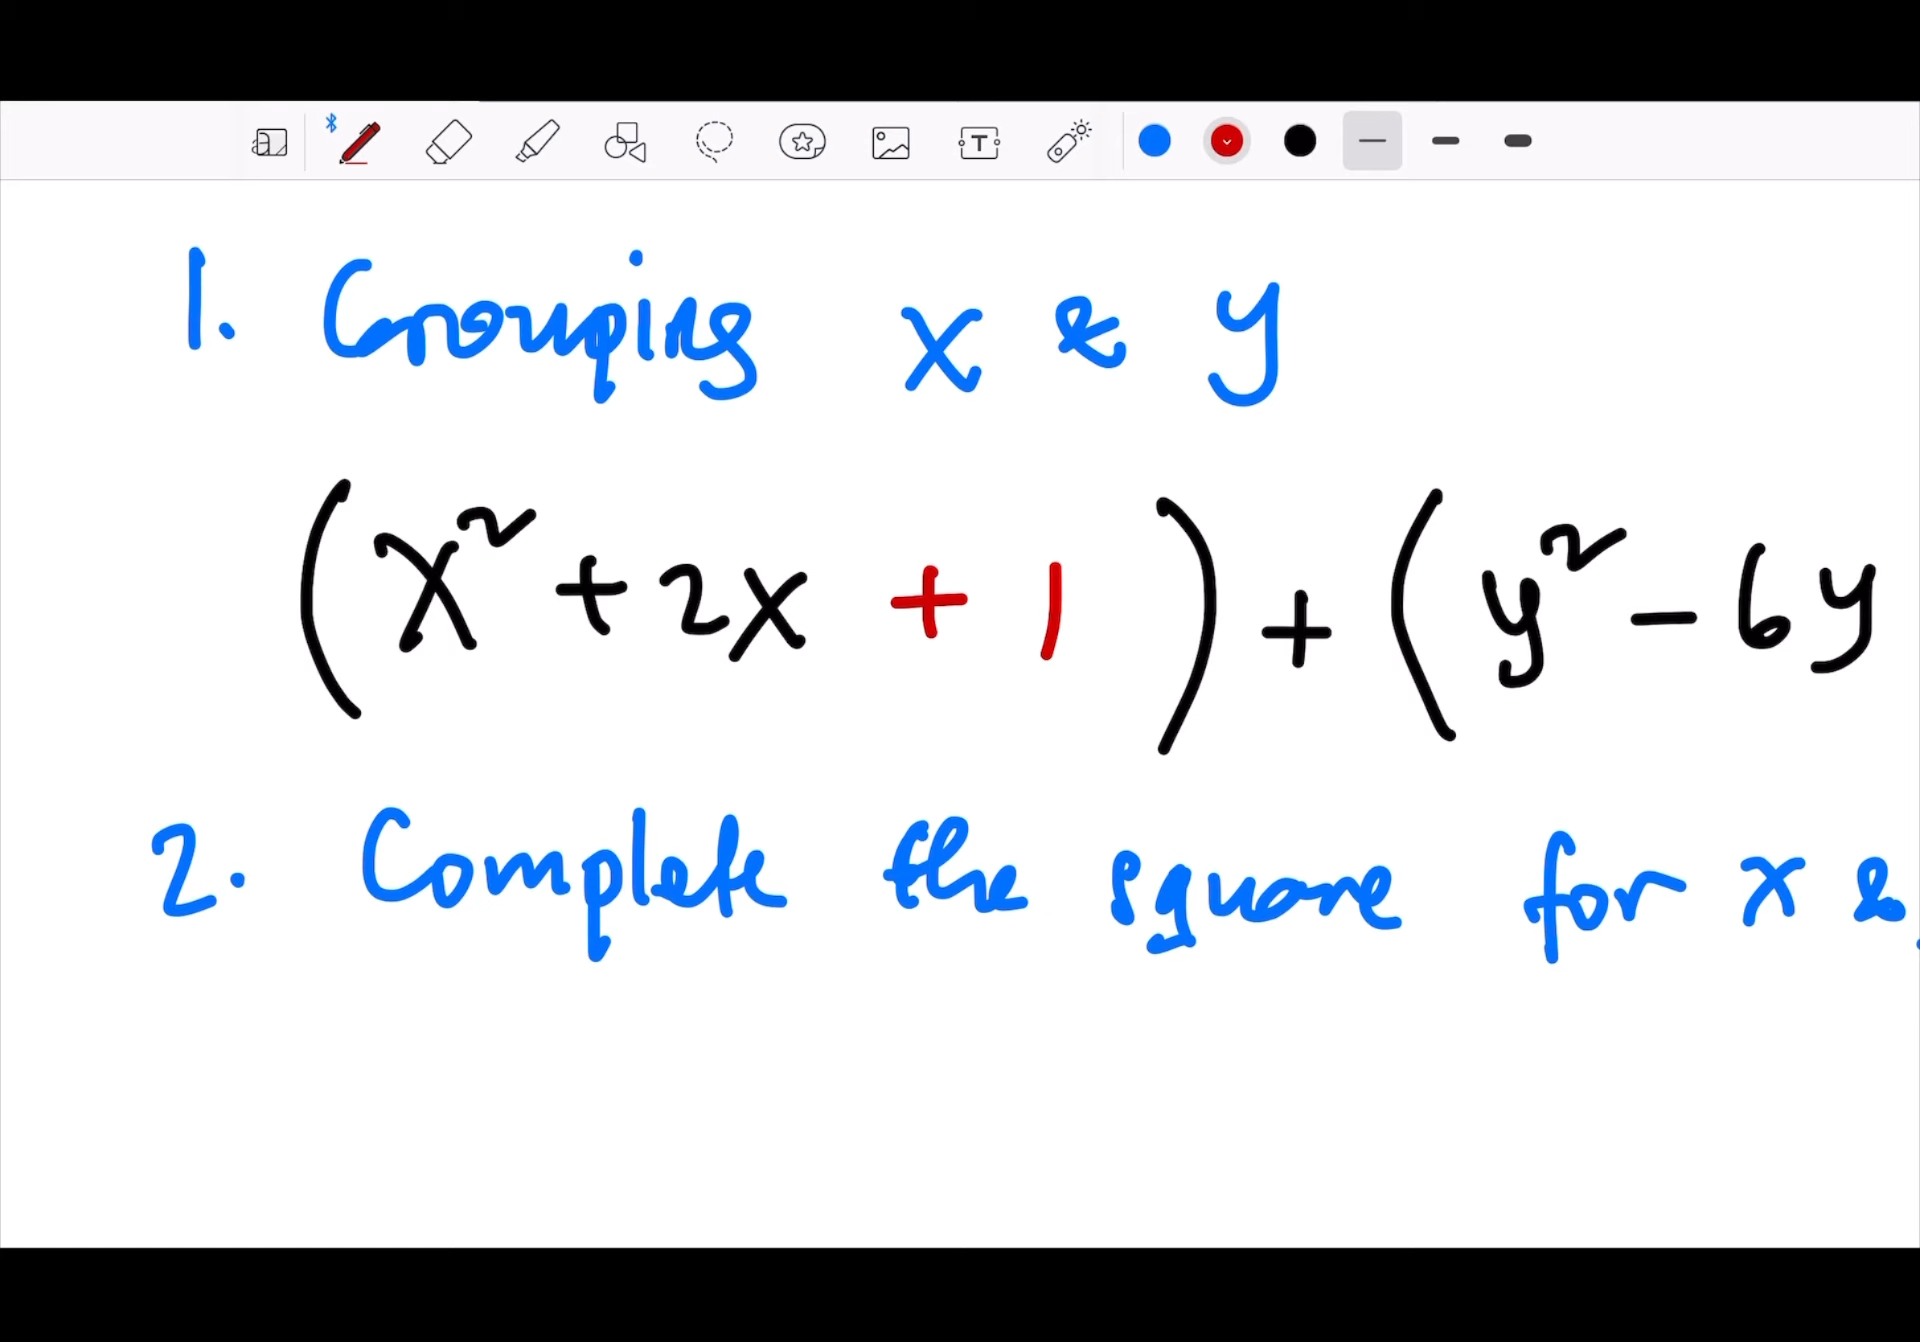 1. Grouping x & y
(x² + 2x + 1 ) + (y² - 6y
2. Complete the square for x &